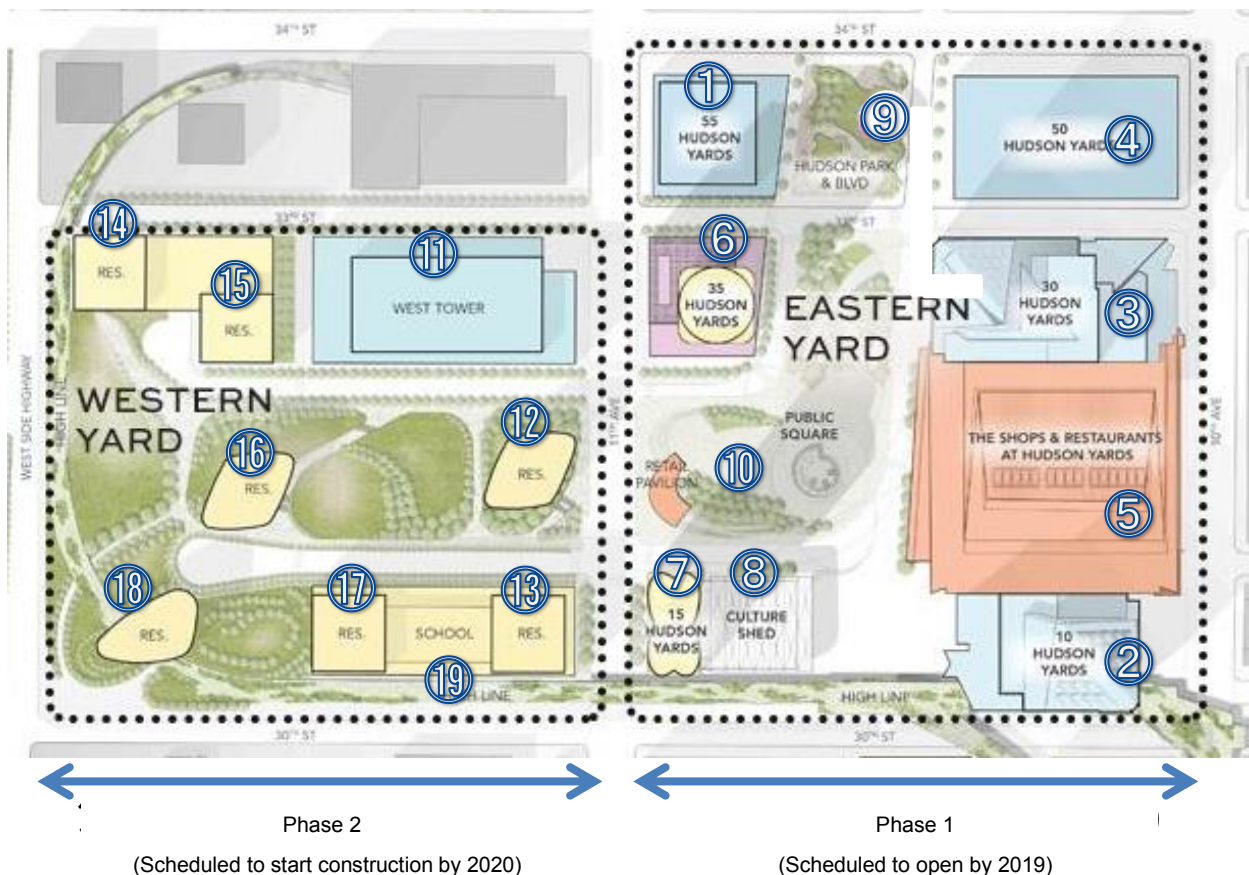 34TH ST
34TH ST
①
55
HUDSON
YARDS
⑨
HUDSON PARK
& BLVD
50
HUDSON YARDS
④
33RD ST
33RD ST
⑭
RES.
⑮
RES.
⑪
WEST TOWER
⑥
35
HUDSON
YARDS
EASTERN
YARD
30
HUDSON
YARDS
③
WEST SIDE HIGHWAY
HIGH LINE
WESTERN
YARD
⑯
RES.
⑫
RES.
11TH AVE
PUBLIC
SQUARE
RETAIL
PAVILION
⑩
THE SHOPS & RESTAURANTS
AT HUDSON YARDS
⑤
10TH AVE
⑱
RES.
⑰
RES.
SCHOOL
⑬
RES.
⑲
HIGH LINE
⑦
15
HUDSON
YARDS
⑧
CULTURE
SHED
10
HUDSON
YARDS
②
HIGH LINE
30TH ST
30TH ST
Phase 2
(Scheduled to start construction by 2020)
Phase 1
(Scheduled to open by 2019)